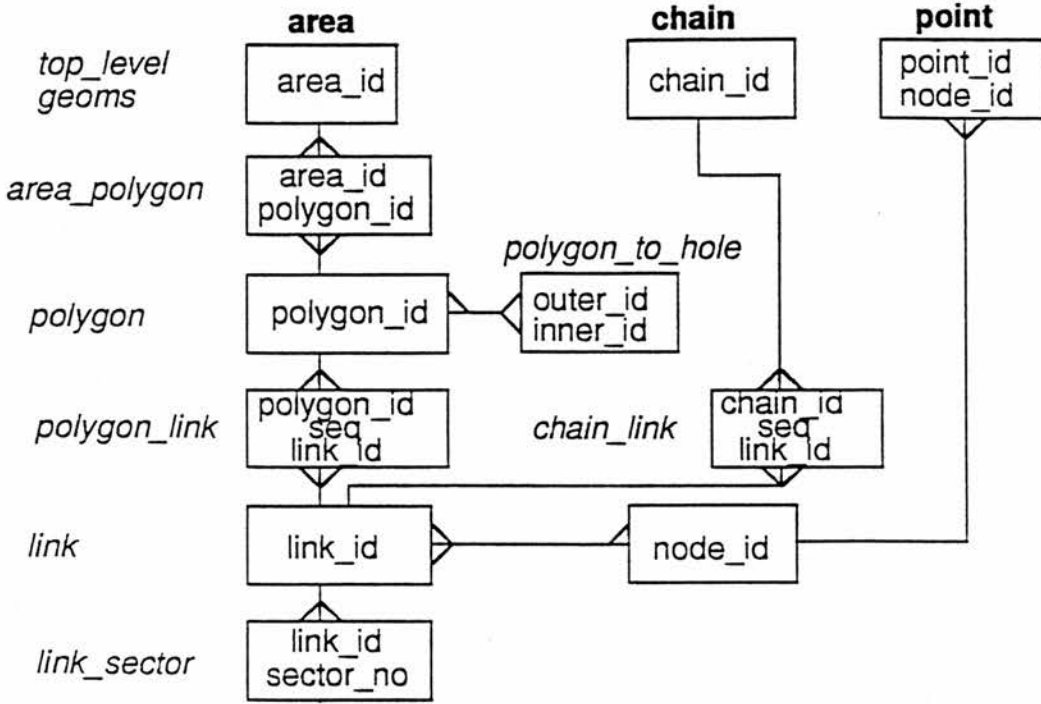 area
chain
point
top_level
geoms
area_id
chain_id
point_id
node_id
area_polygon
area_id
polygon_id
polygon_to_hole
polygon
polygon_id
outer_id
inner_id
polygon_link
polygon_id
seq
link_id
chain_link
chain_id
seq
link_id
link
link_id
node_id
link_sector
link_id
sector_no